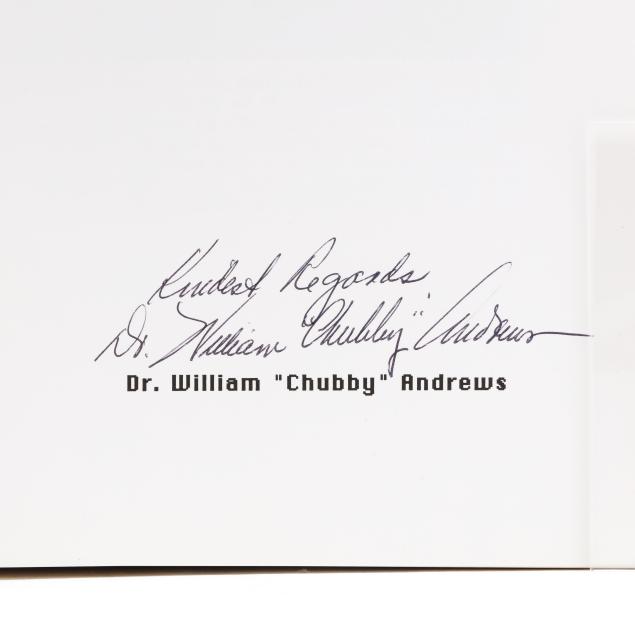 Kindest Regards
Dr. William "Chubby" Andrews
Dr. William "Chubby" Andrews